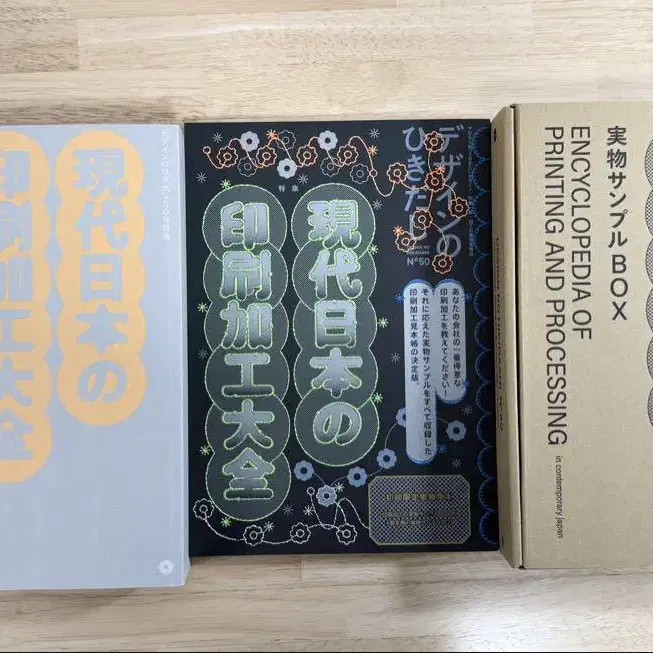 現代日本の
印刷加工大全
デザインの
ひきだし
Nº50
特集
現代日本の
印刷加工大全
あなたの会社の一番得意な
印刷加工を教えてください!
それに応えた実物サンプルをすべて収録した
印刷加工見本帳の決定版。
実物サンプルBOX
ENCYCLOPEDIA OF
PRINTING AND PROCESSING
in contemporary japan